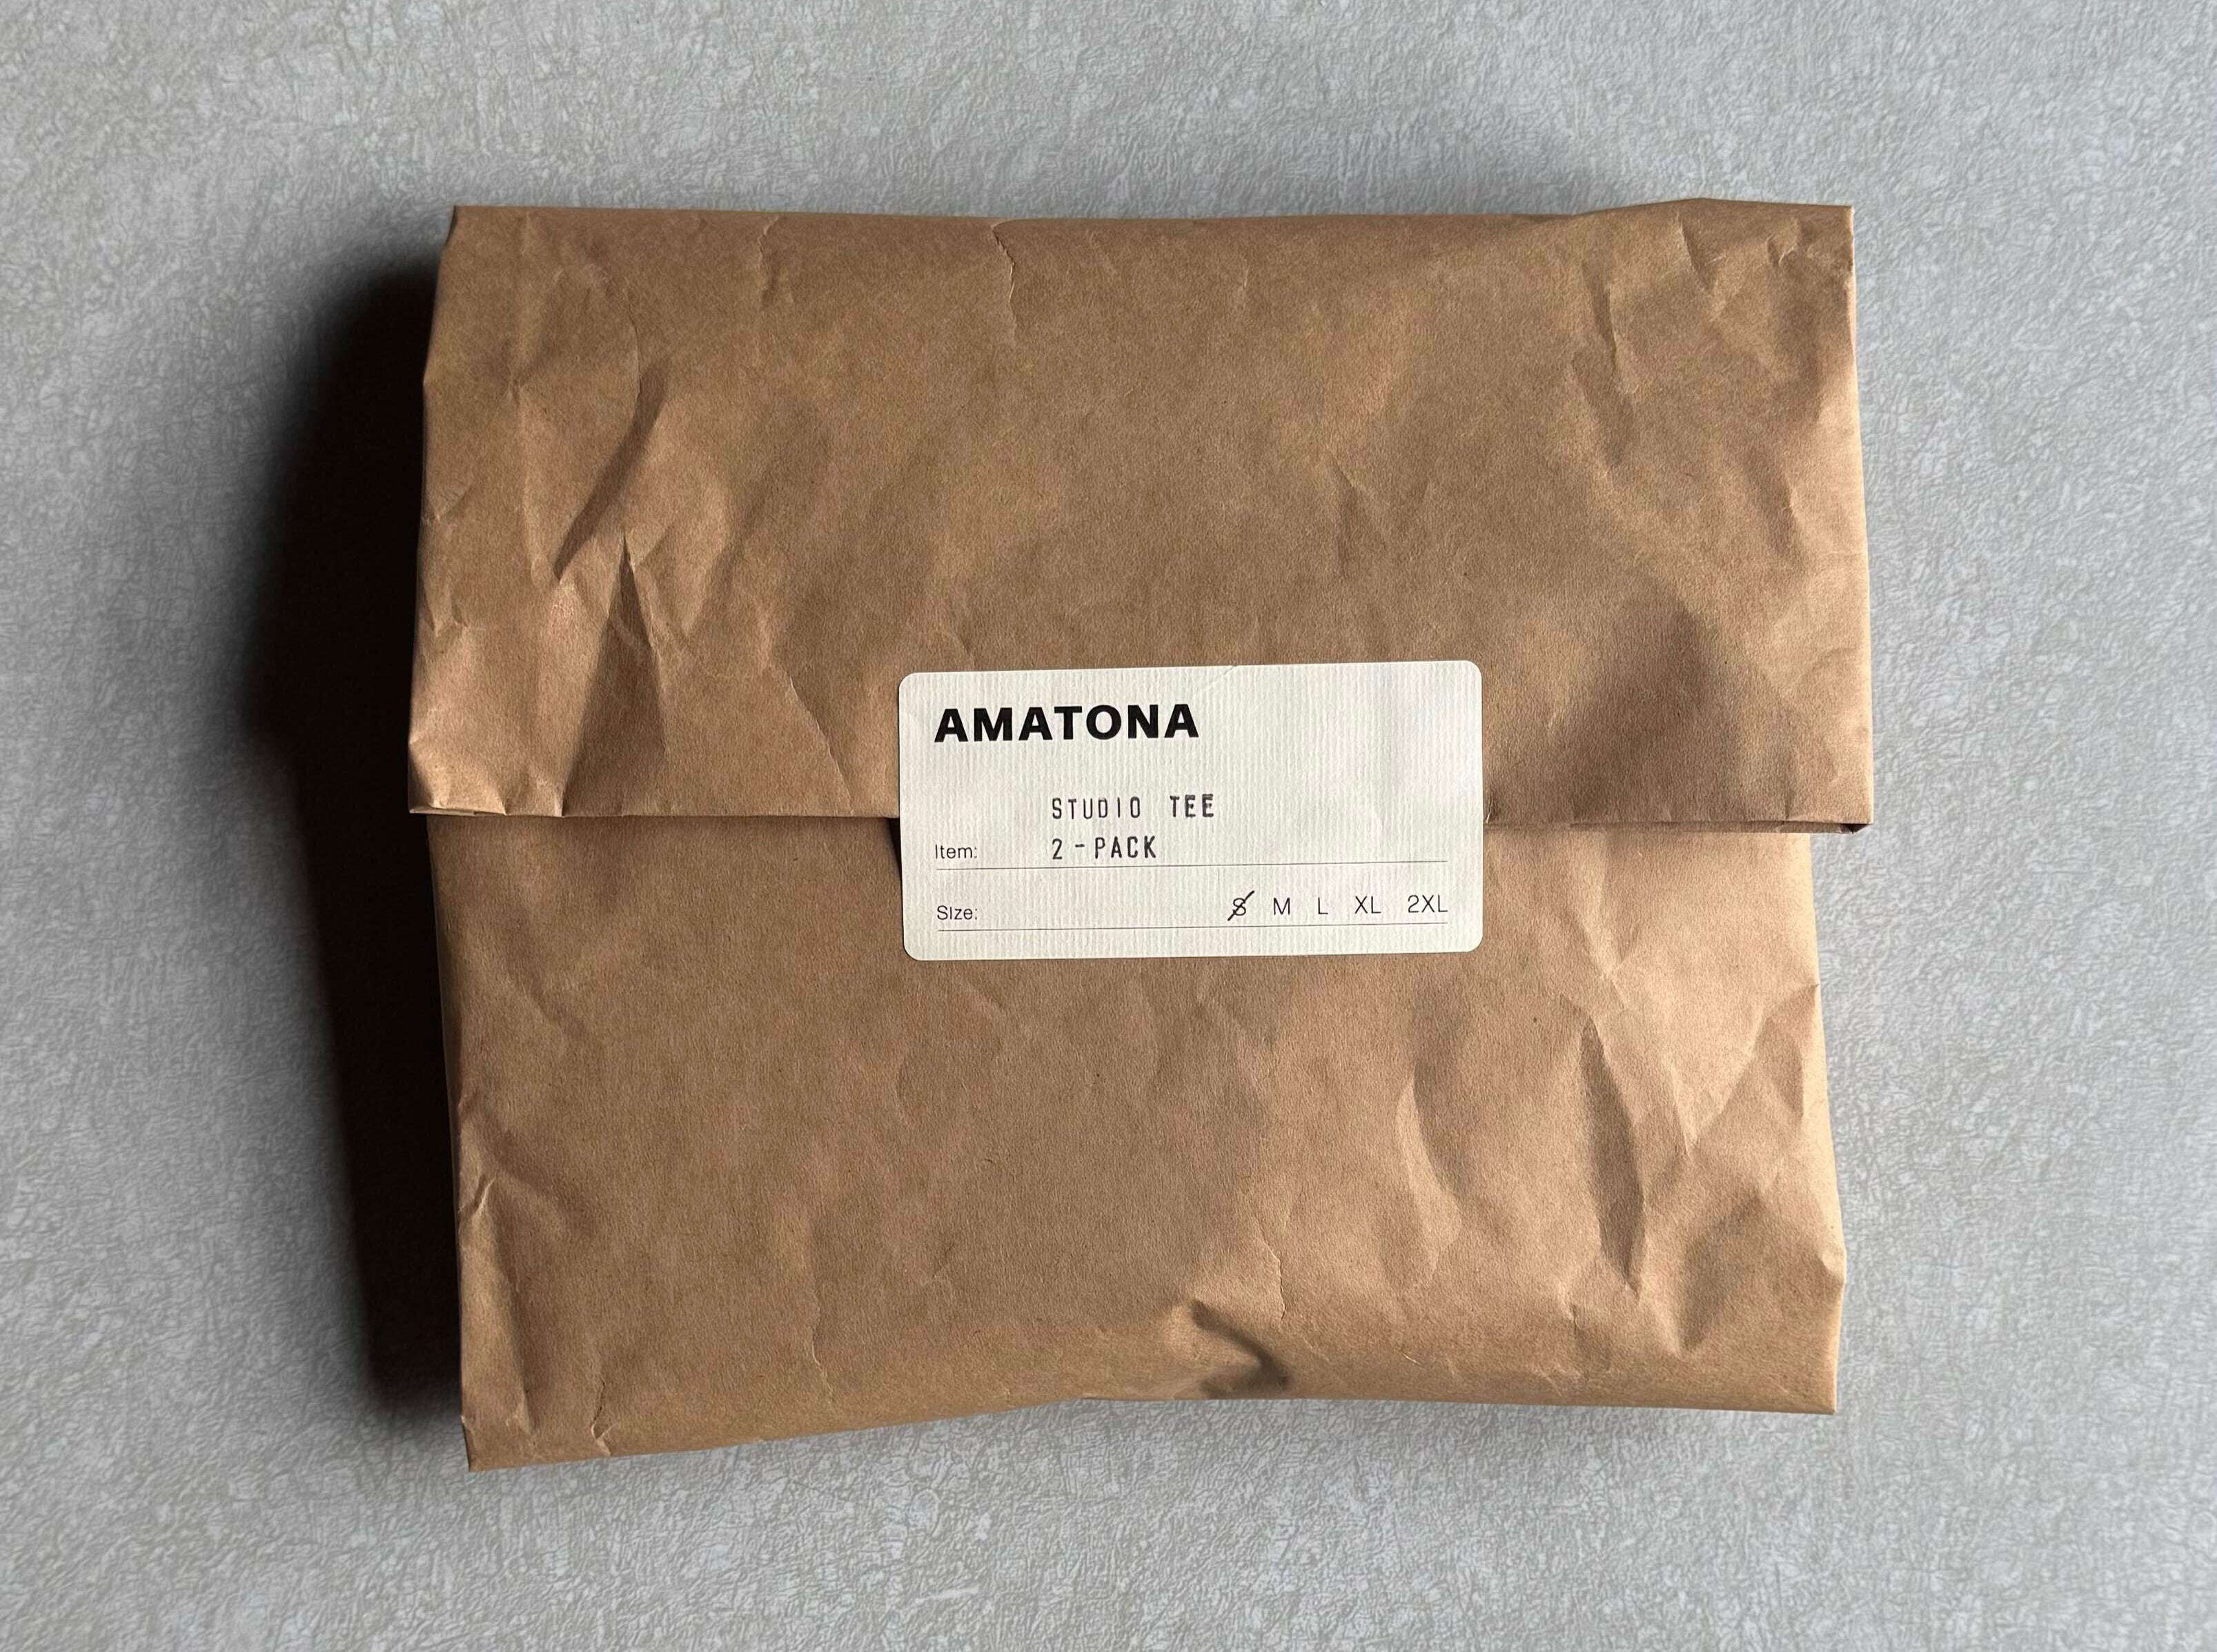 AMATONA
STUDIO TEE
Item: 2-PACK
Size: S M L XL 2XL